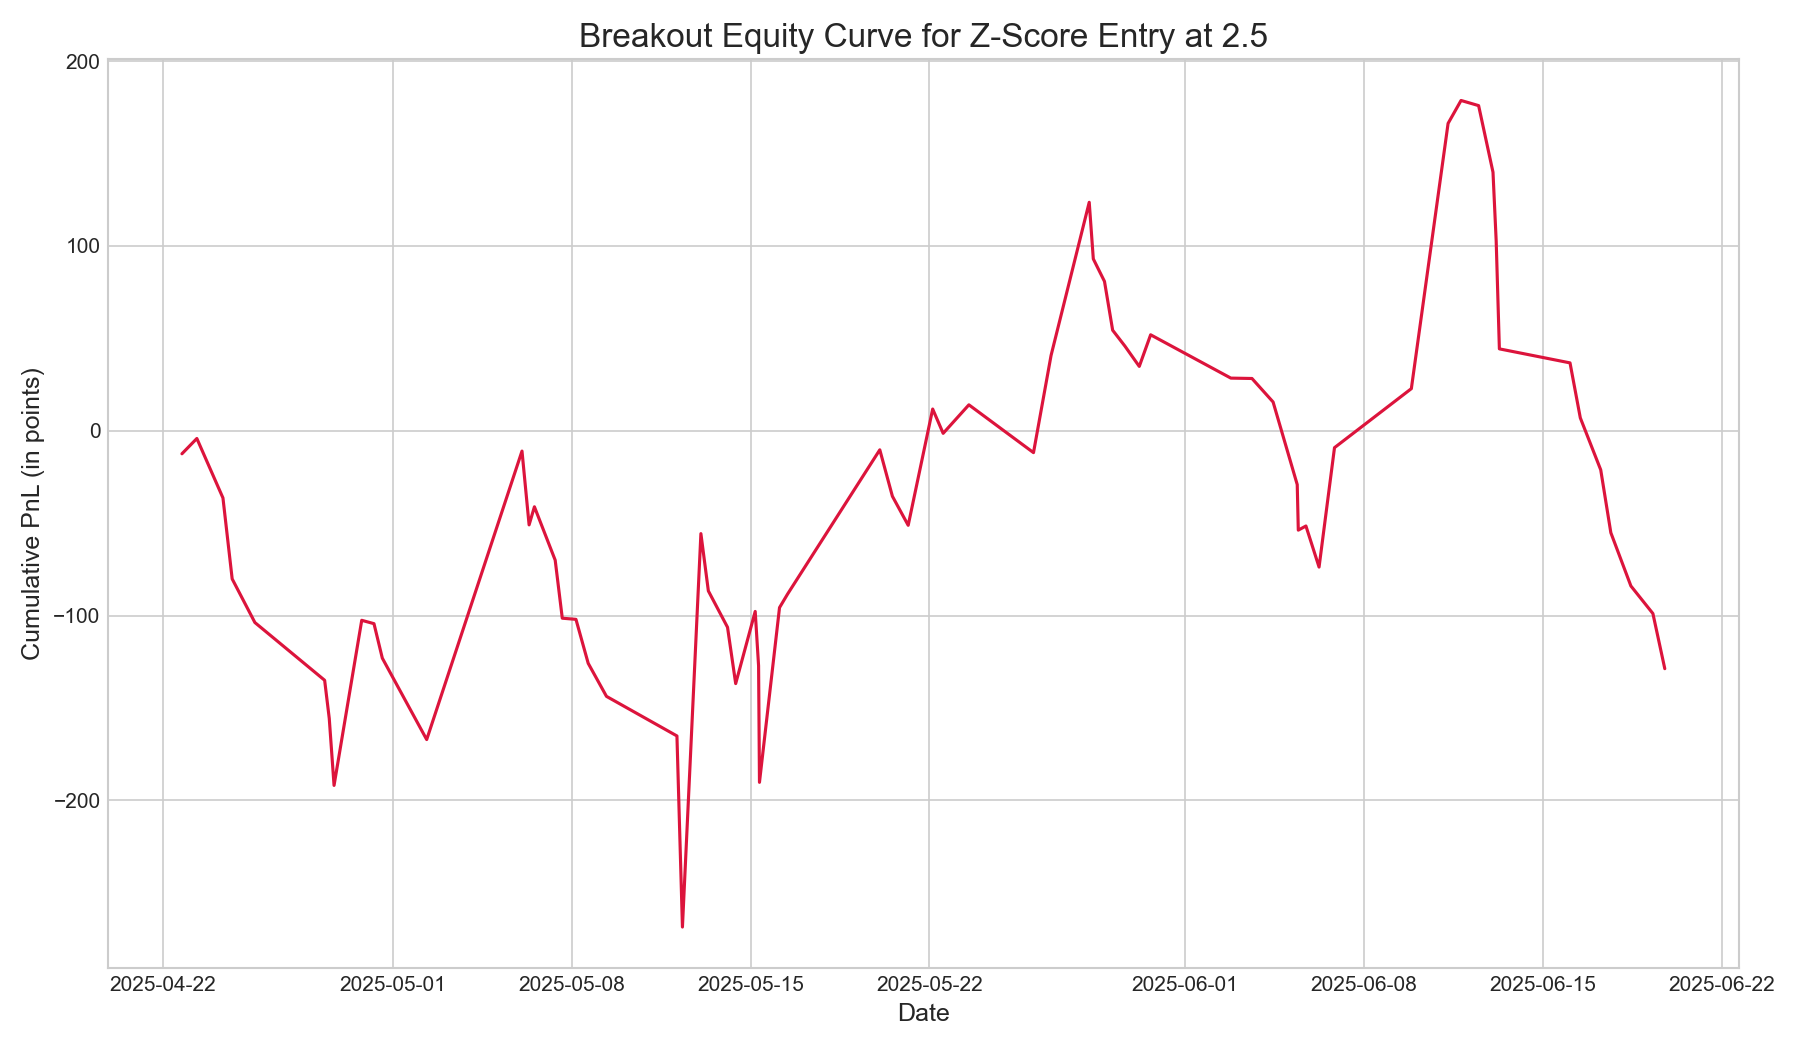 Breakout Equity Curve for Z-Score Entry at 2.5
200
100
0
−100
−200
Cumulative PnL (in points)
2025-04-22 2025-05-01 2025-05-08 2025-05-15 2025-05-22 2025-06-01 2025-06-08 2025-06-15 2025-06-22
Date